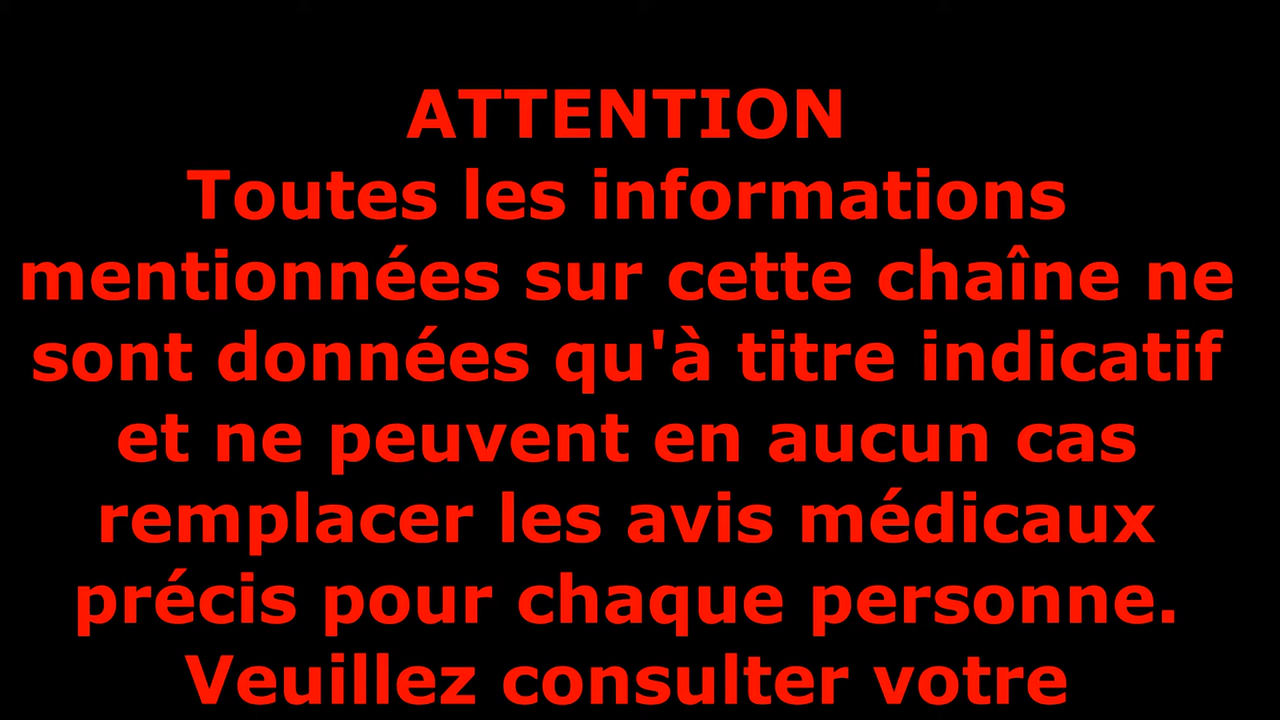 ATTENTION
Toutes les informations
mentionnées sur cette chaîne ne
sont données qu'à titre indicatif
et ne peuvent en aucun cas
remplacer les avis médicaux
précis pour chaque personne.
Veuillez consulter votre